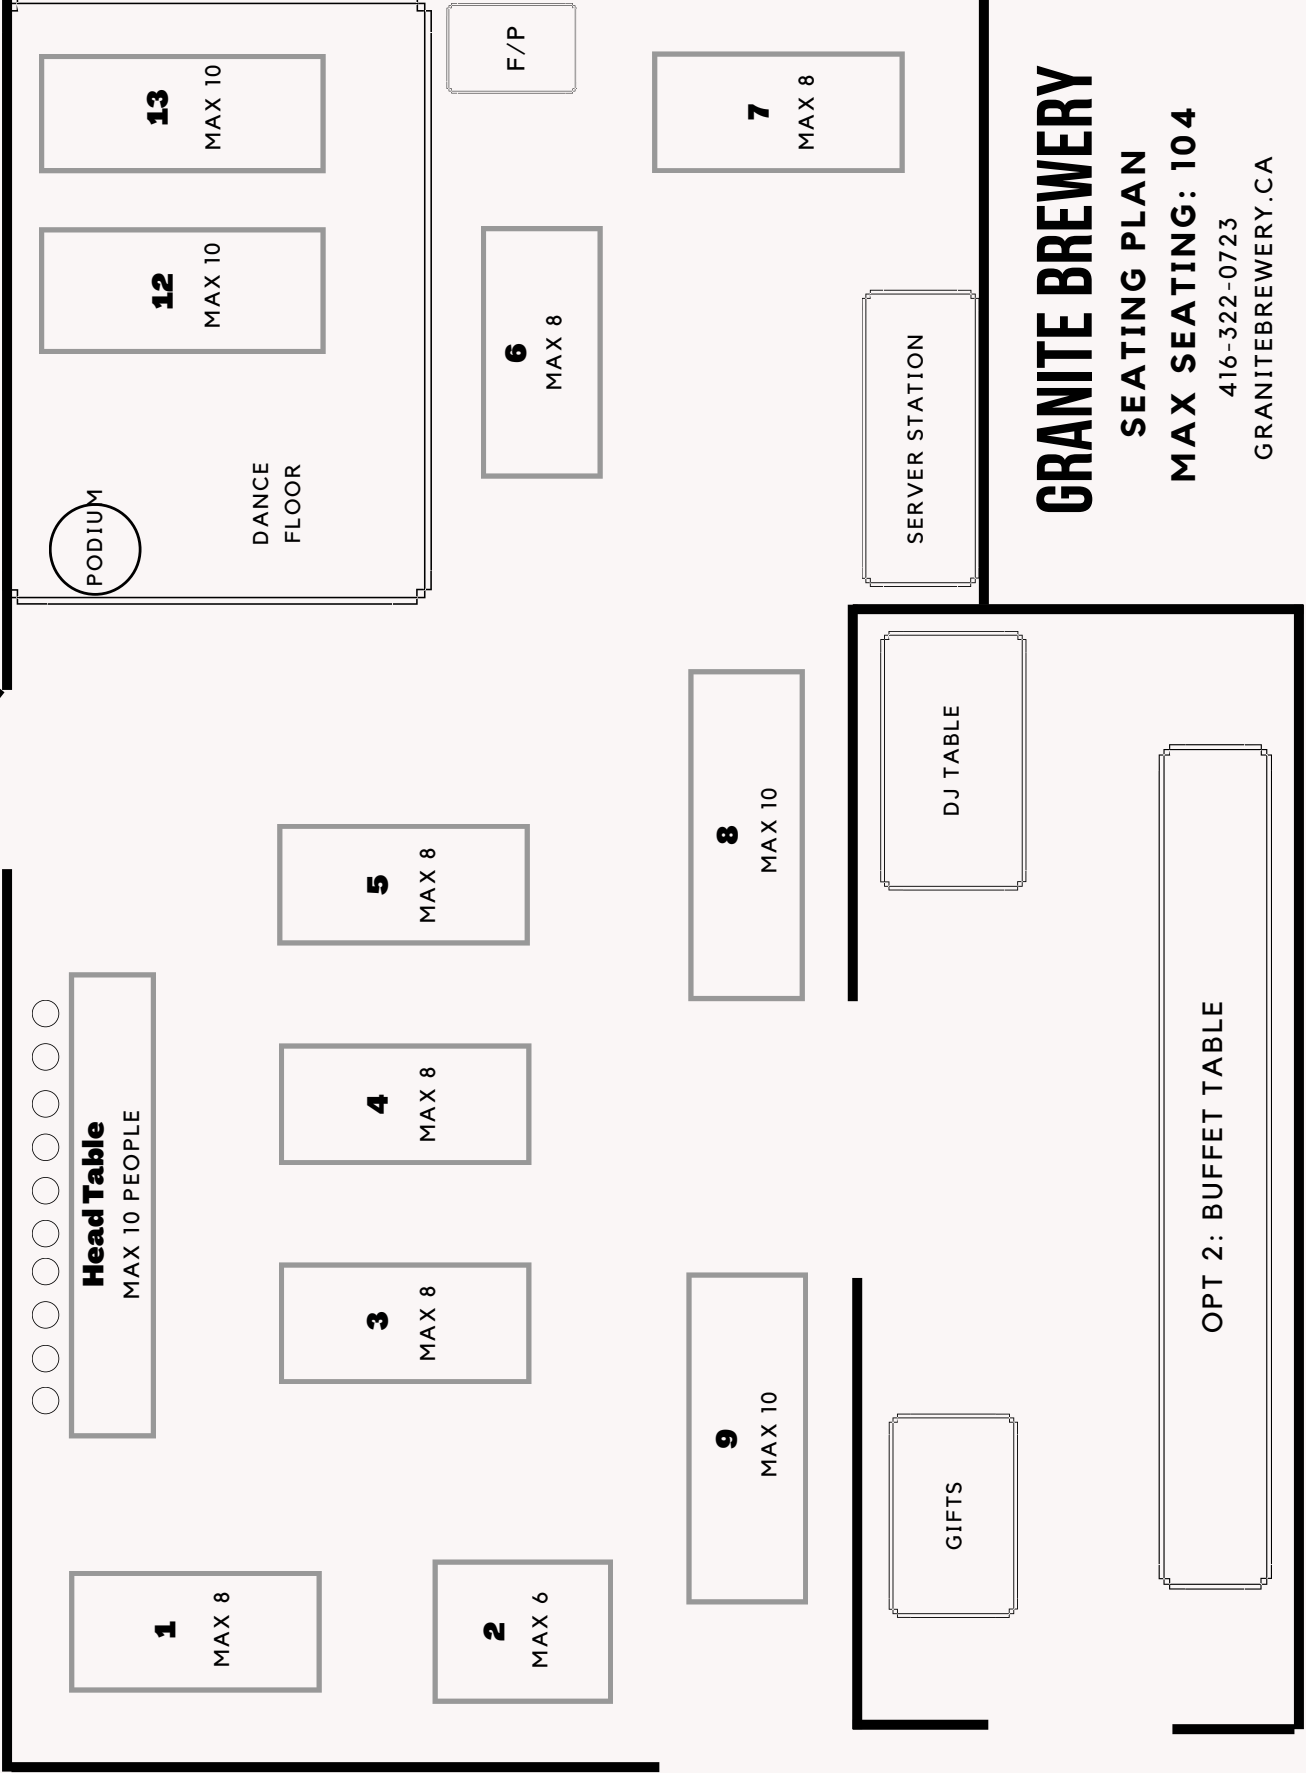 GRANITE BREWERY
SEATING PLAN
MAX SEATING: 104
416-322-0723
GRANITEBREWERY.CA
Head Table
MAX 10 PEOPLE
1
MAX 8
2
MAX 6
3
MAX 8
4
MAX 8
5
MAX 8
PODIUM
DANCE
FLOOR
12
MAX 10
13
MAX 10
F/P
6
MAX 8
7
MAX 8
SERVER STATION
9
MAX 10
8
MAX 10
GIFTS
DJ TABLE
OPT 2: BUFFET TABLE